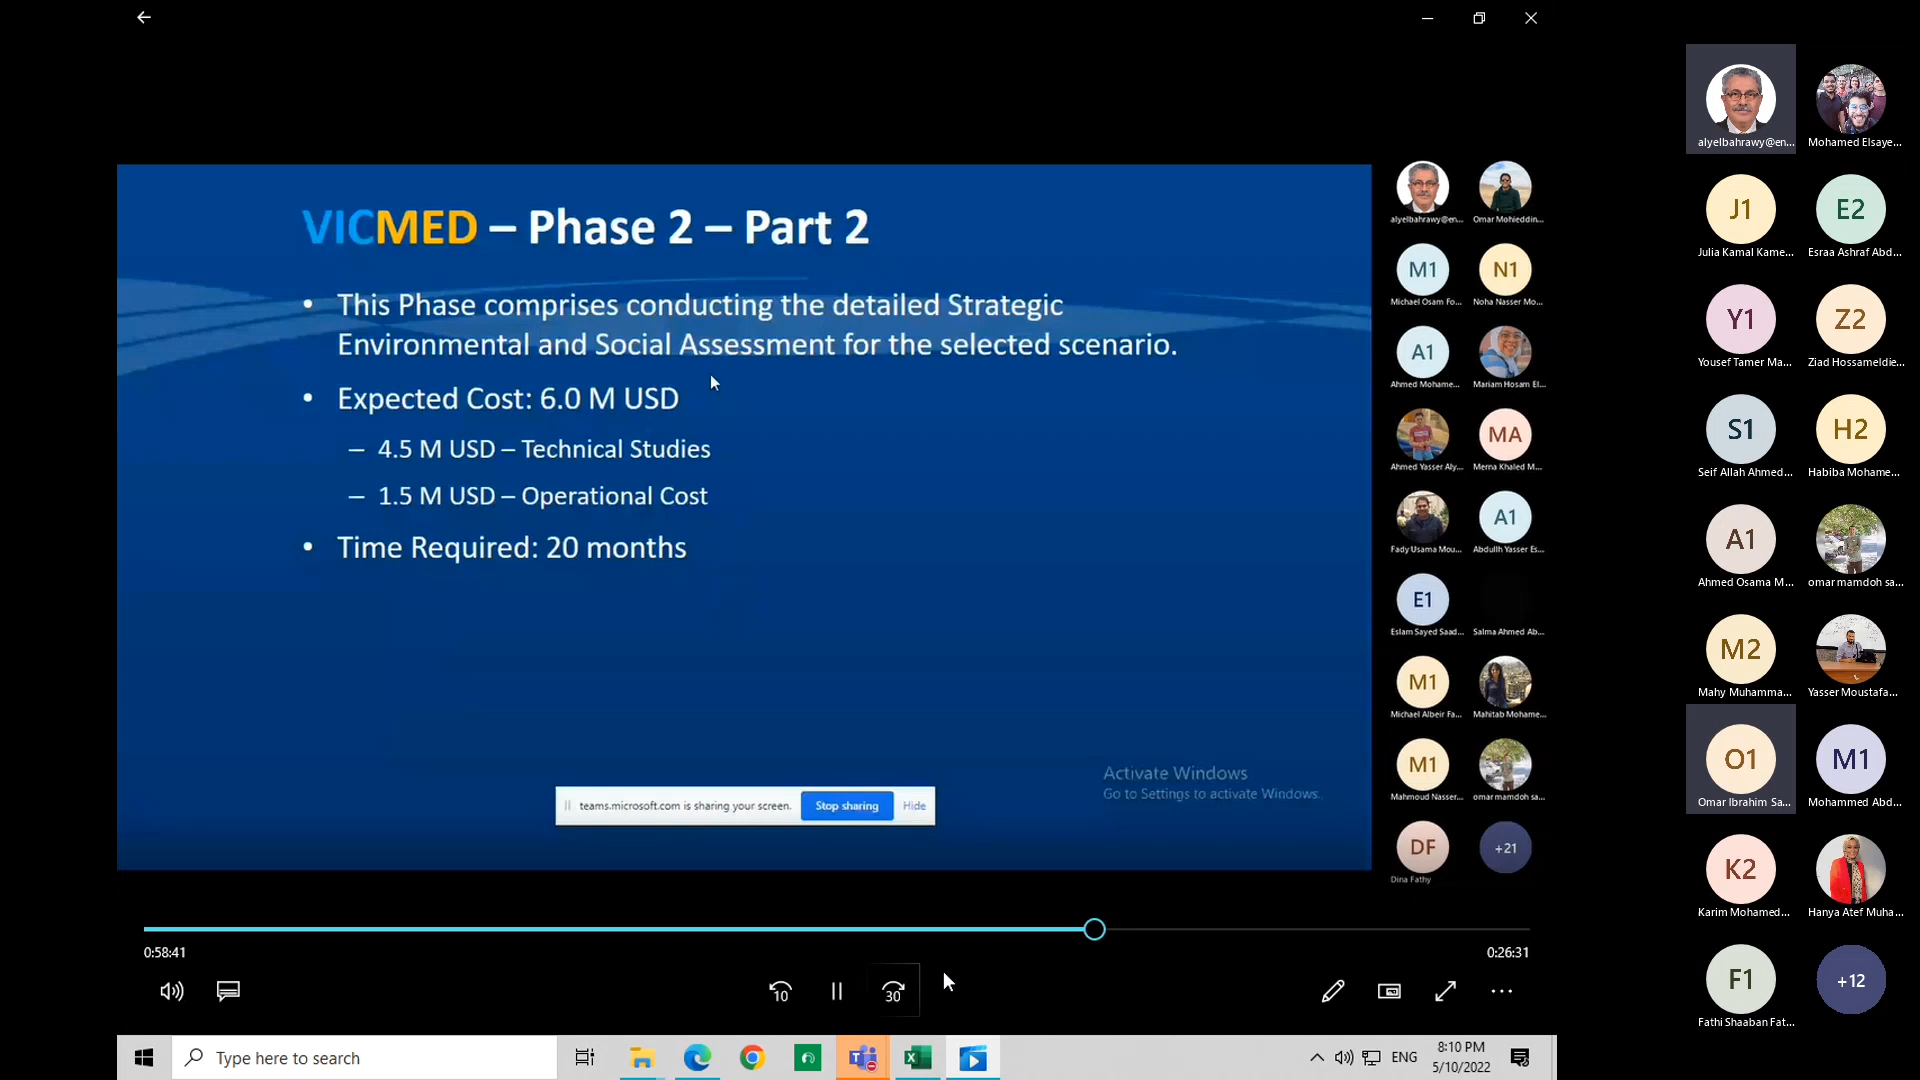 VICMED – Phase 2 – Part 2
• This Phase comprises conducting the detailed Strategic
Environmental and Social Assessment for the selected scenario.
• Expected Cost: 6.0 M USD
– 4.5 M USD – Technical Studies
– 1.5 M USD – Operational Cost
• Time Required: 20 months
Activate Windows
Go to Settings to activate Windows.
teams.microsoft.com is sharing your screen. Stop sharing Hide
alyelbahrawy@en... Omar Mohieddin...
M1 N1
Michael Osam Fo... Noha Nasser Mo...
A1
Ahmed Mohame... Mariam Hosam El...
MA
Ahmed Yasser Aly... Merna Khaled M...
A1
Fady Usama Mou... Abdullh Yasser Es...
E1
Eslam Sayed Saad... Salma Ahmed Ab...
M1
Michael Albeir Fa... Mahitab Mohame...
M1
Mahmoud Nasser... omar mamdoh sa...
DF +21
Dina Fathy
alyelbahrawy@en... Mohamed Elsaye...
J1 E2
Julia Kamal Kame... Esraa Ashraf Abd...
Y1 Z2
Yousef Tamer Ma... Ziad Hossameldie...
S1 H2
Seif Allah Ahmed... Habiba Mohame...
A1
Ahmed Osama M... omar mamdoh sa...
M2
Mahy Muhamma... Yasser Moustafa...
O1 M1
Omar Ibrahim Sa... Mohammed Abd...
K2
Karim Mohamed... Hanya Atef Muha...
F1 +12
Fathi Shaaban Fat...
0:58:41 0:26:31
10 30
Type here to search
ENG
8:10 PM
5/10/2022